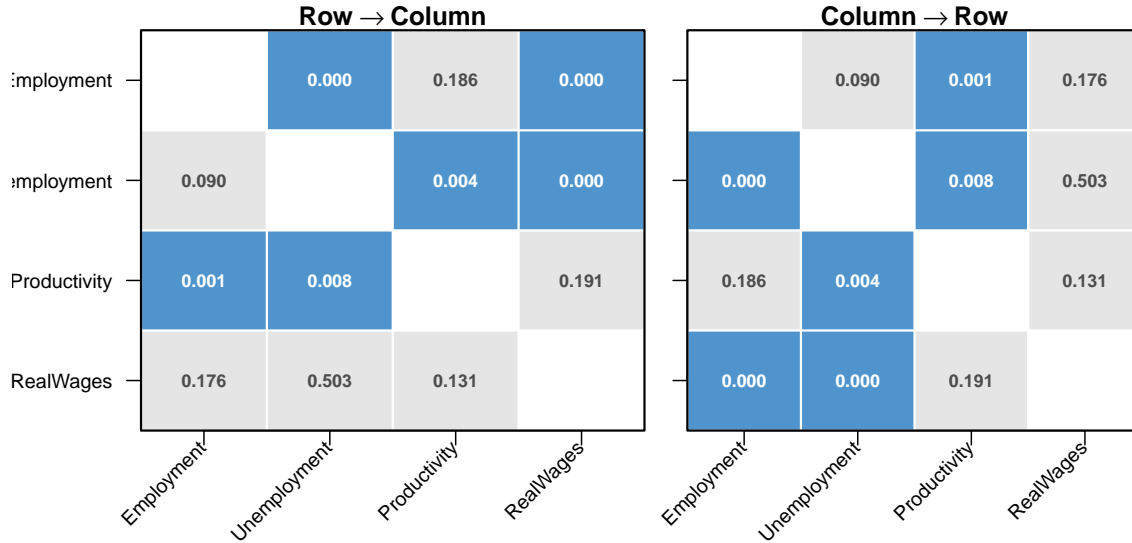 Row → Column
Column → Row
Employment 0.000 0.186 0.000
0.090 0.001 0.176
employment 0.090 0.004 0.000
0.000 0.008 0.503
Productivity 0.001 0.008 0.191
0.186 0.004 0.131
RealWages 0.176 0.503 0.131
0.000 0.000 0.191
Employment
Unemployment
Productivity
RealWages
Employment
Unemployment
Productivity
RealWages